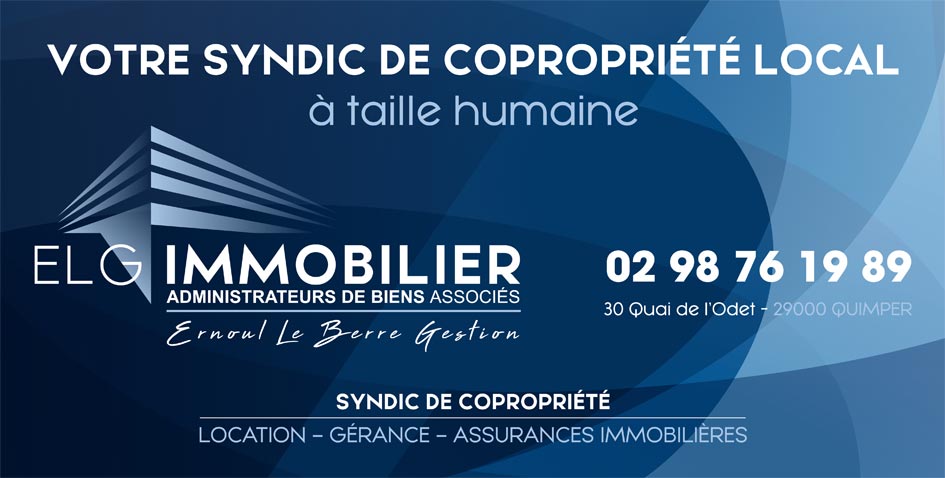 VOTRE SYNDIC DE COPROPRIÉTÉ LOCAL
à taille humaine
ELG IMMOBILIER
ADMINISTRATEURS DE BIENS ASSOCIÉS
Ernoul Le Berre Gestion
02 98 76 19 89
30 Quai de l'Odet - 29000 QUIMPER
SYNDIC DE COPROPRIÉTÉ
LOCATION – GÉRANCE – ASSURANCES IMMOBILIÈRES